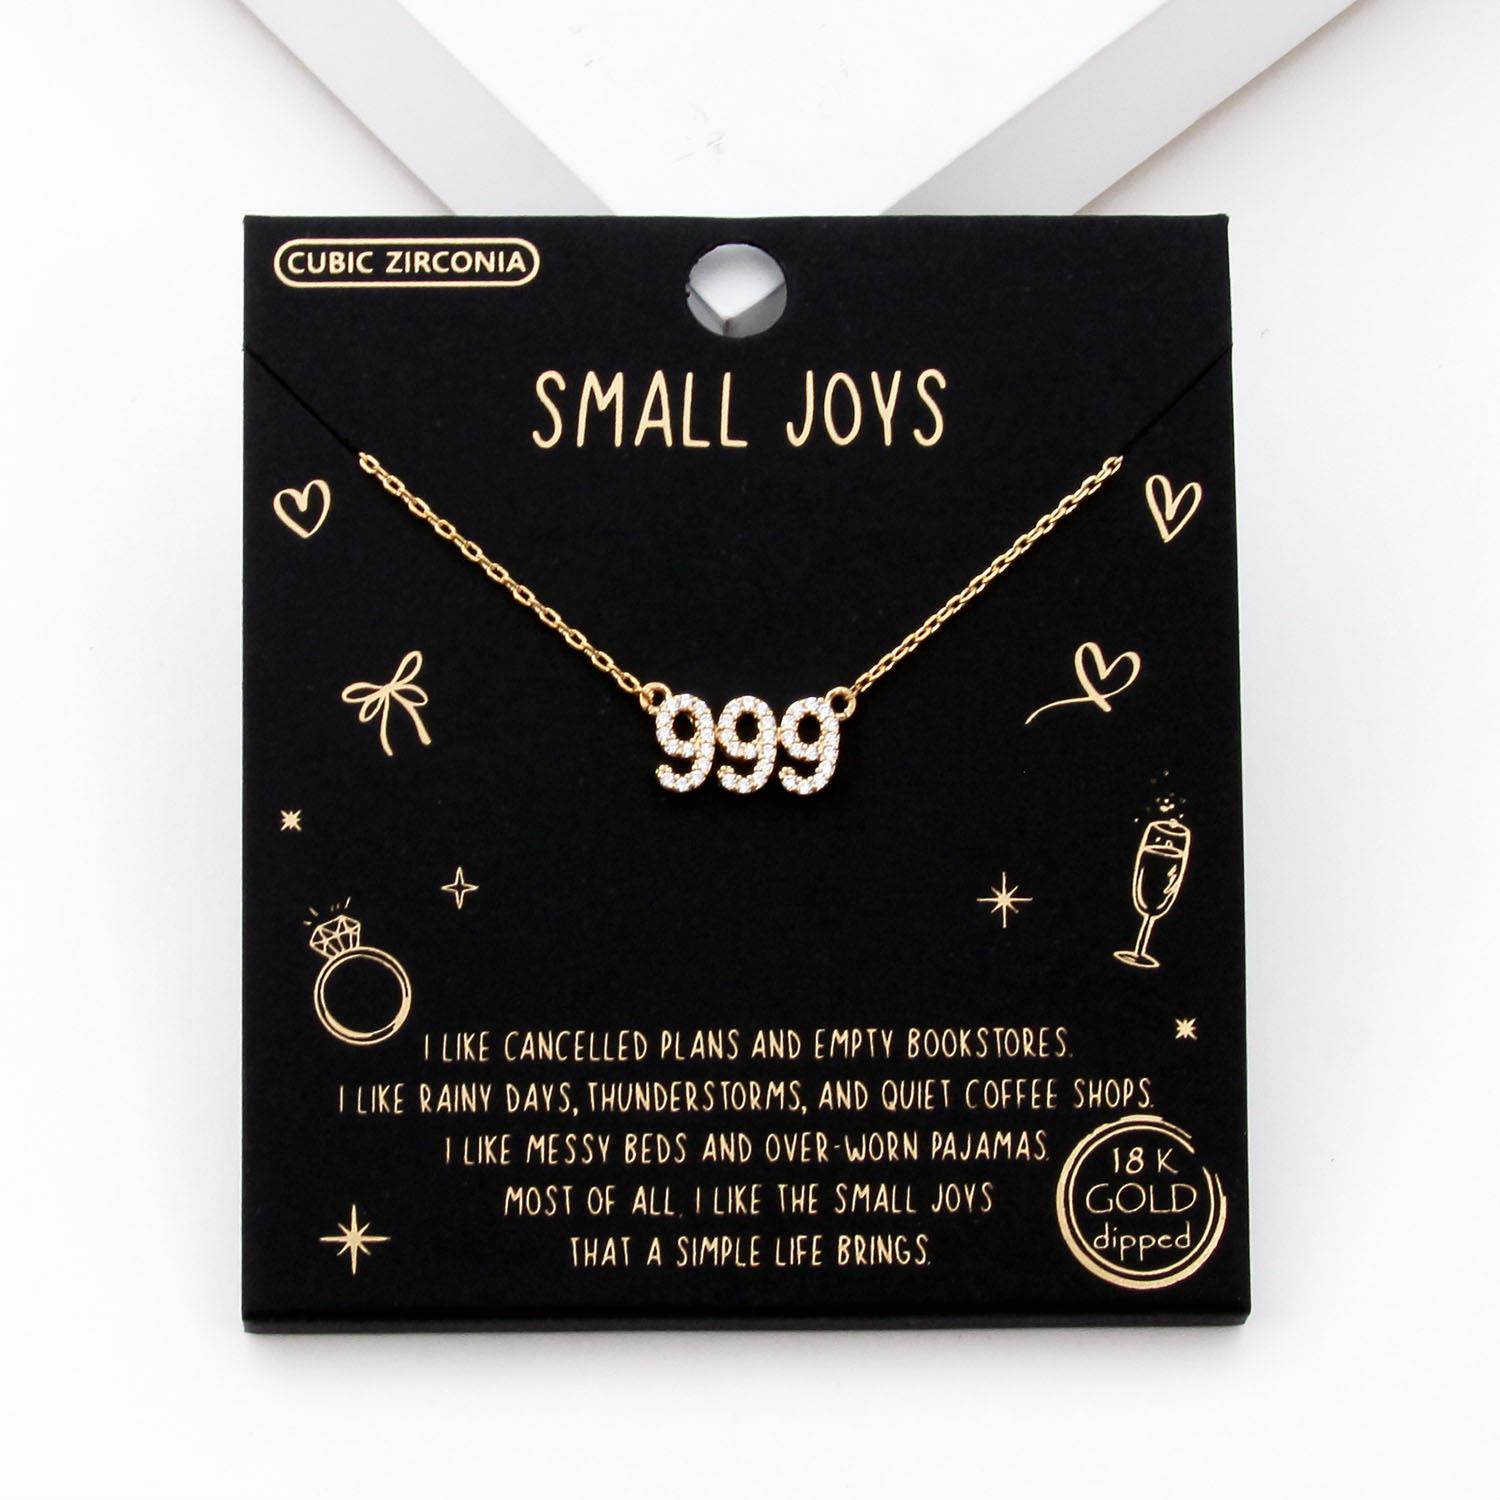 CUBIC ZIRCONIA
SMALL JOYS
999
I LIKE CANCELLED PLANS AND EMPTY BOOKSTORES.
I LIKE RAINY DAYS, THUNDERSTORMS, AND QUIET COFFEE SHOPS.
I LIKE MESSY BEDS AND OVER-WORN PAJAMAS.
MOST OF ALL, I LIKE THE SMALL JOYS
THAT A SIMPLE LIFE BRINGS.
18 K
GOLD
dipped